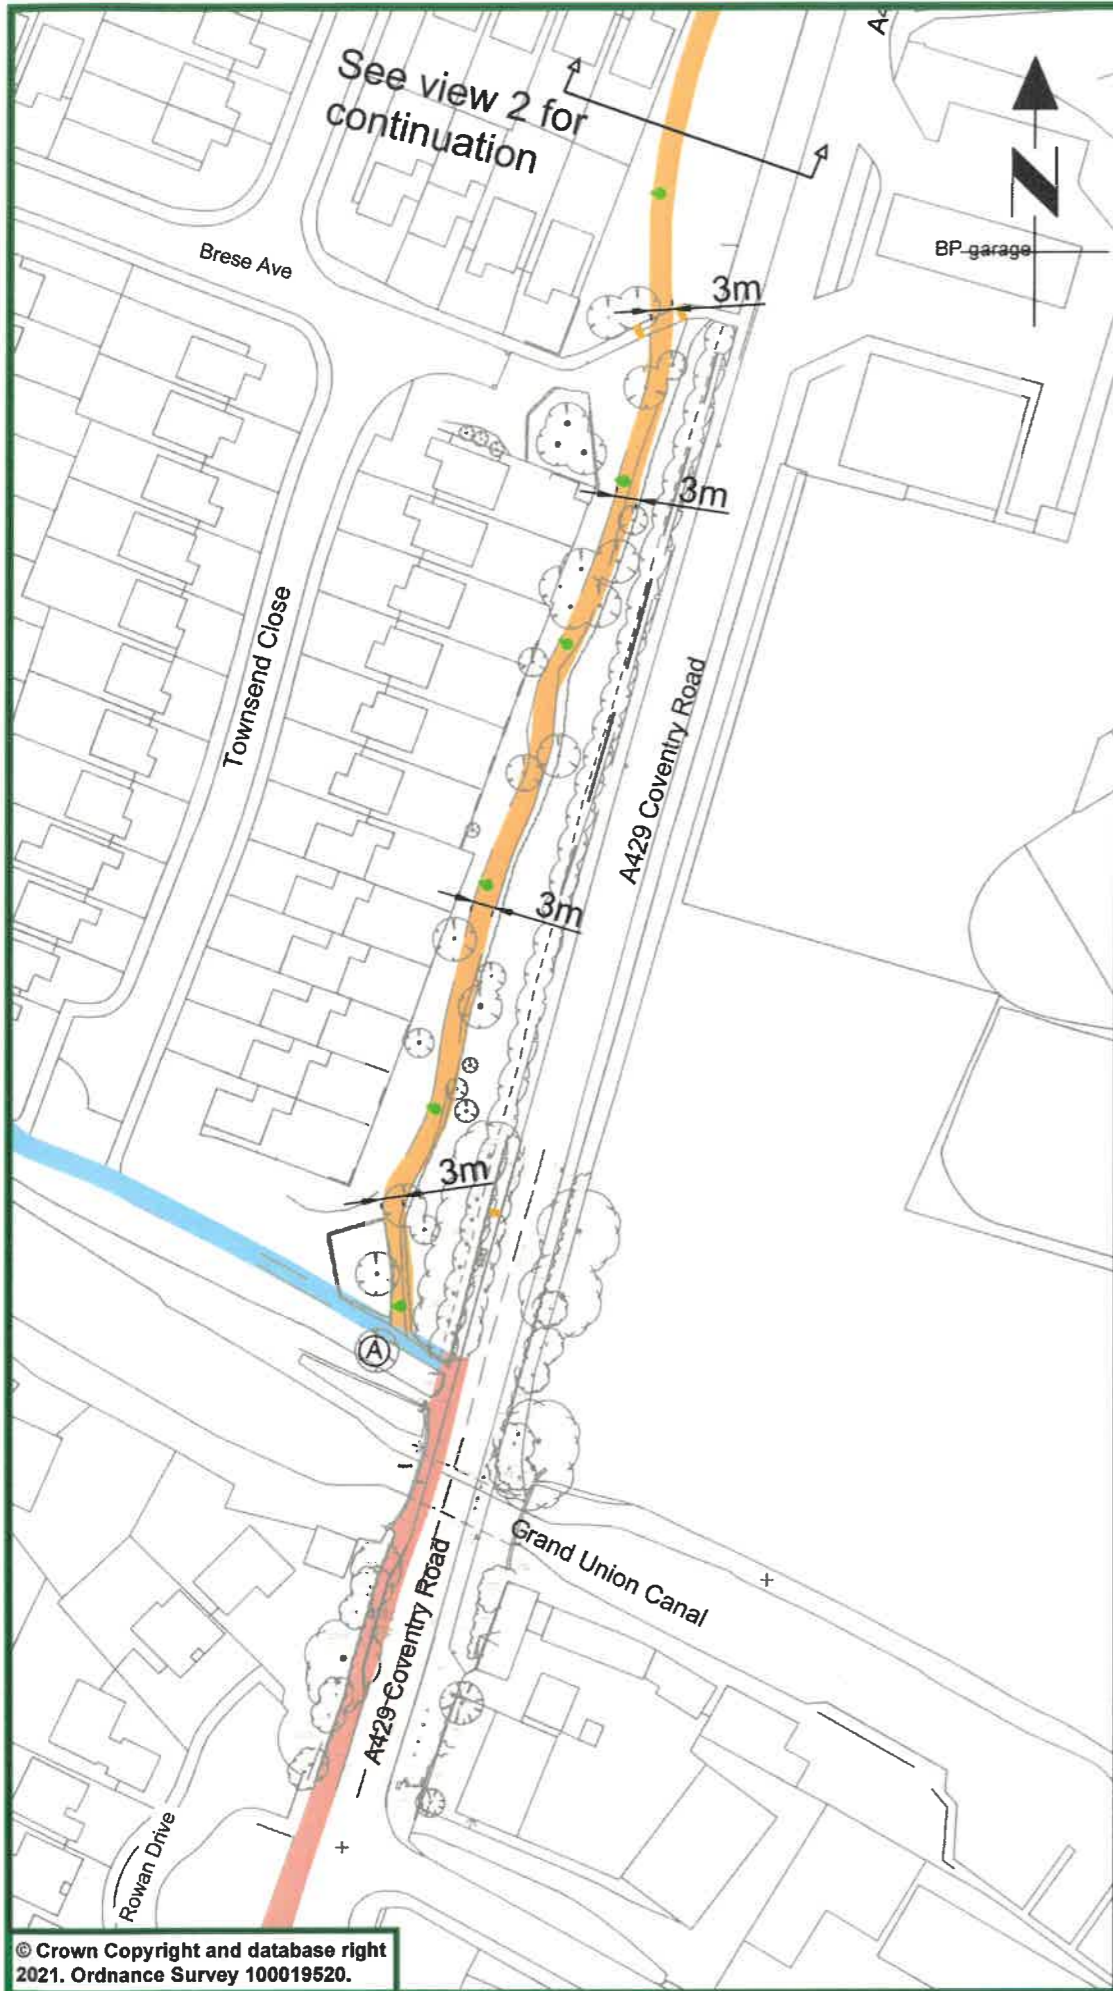 A4
See view 2 for
continuation
N
BP garage
Brese Ave
3m
3m
Townsend Close
A429 Coventry Road
3m
3m
A
Grand Union Canal
A429 Coventry Road
Rowan Drive
© Crown Copyright and database right
2021. Ordnance Survey 100019520.